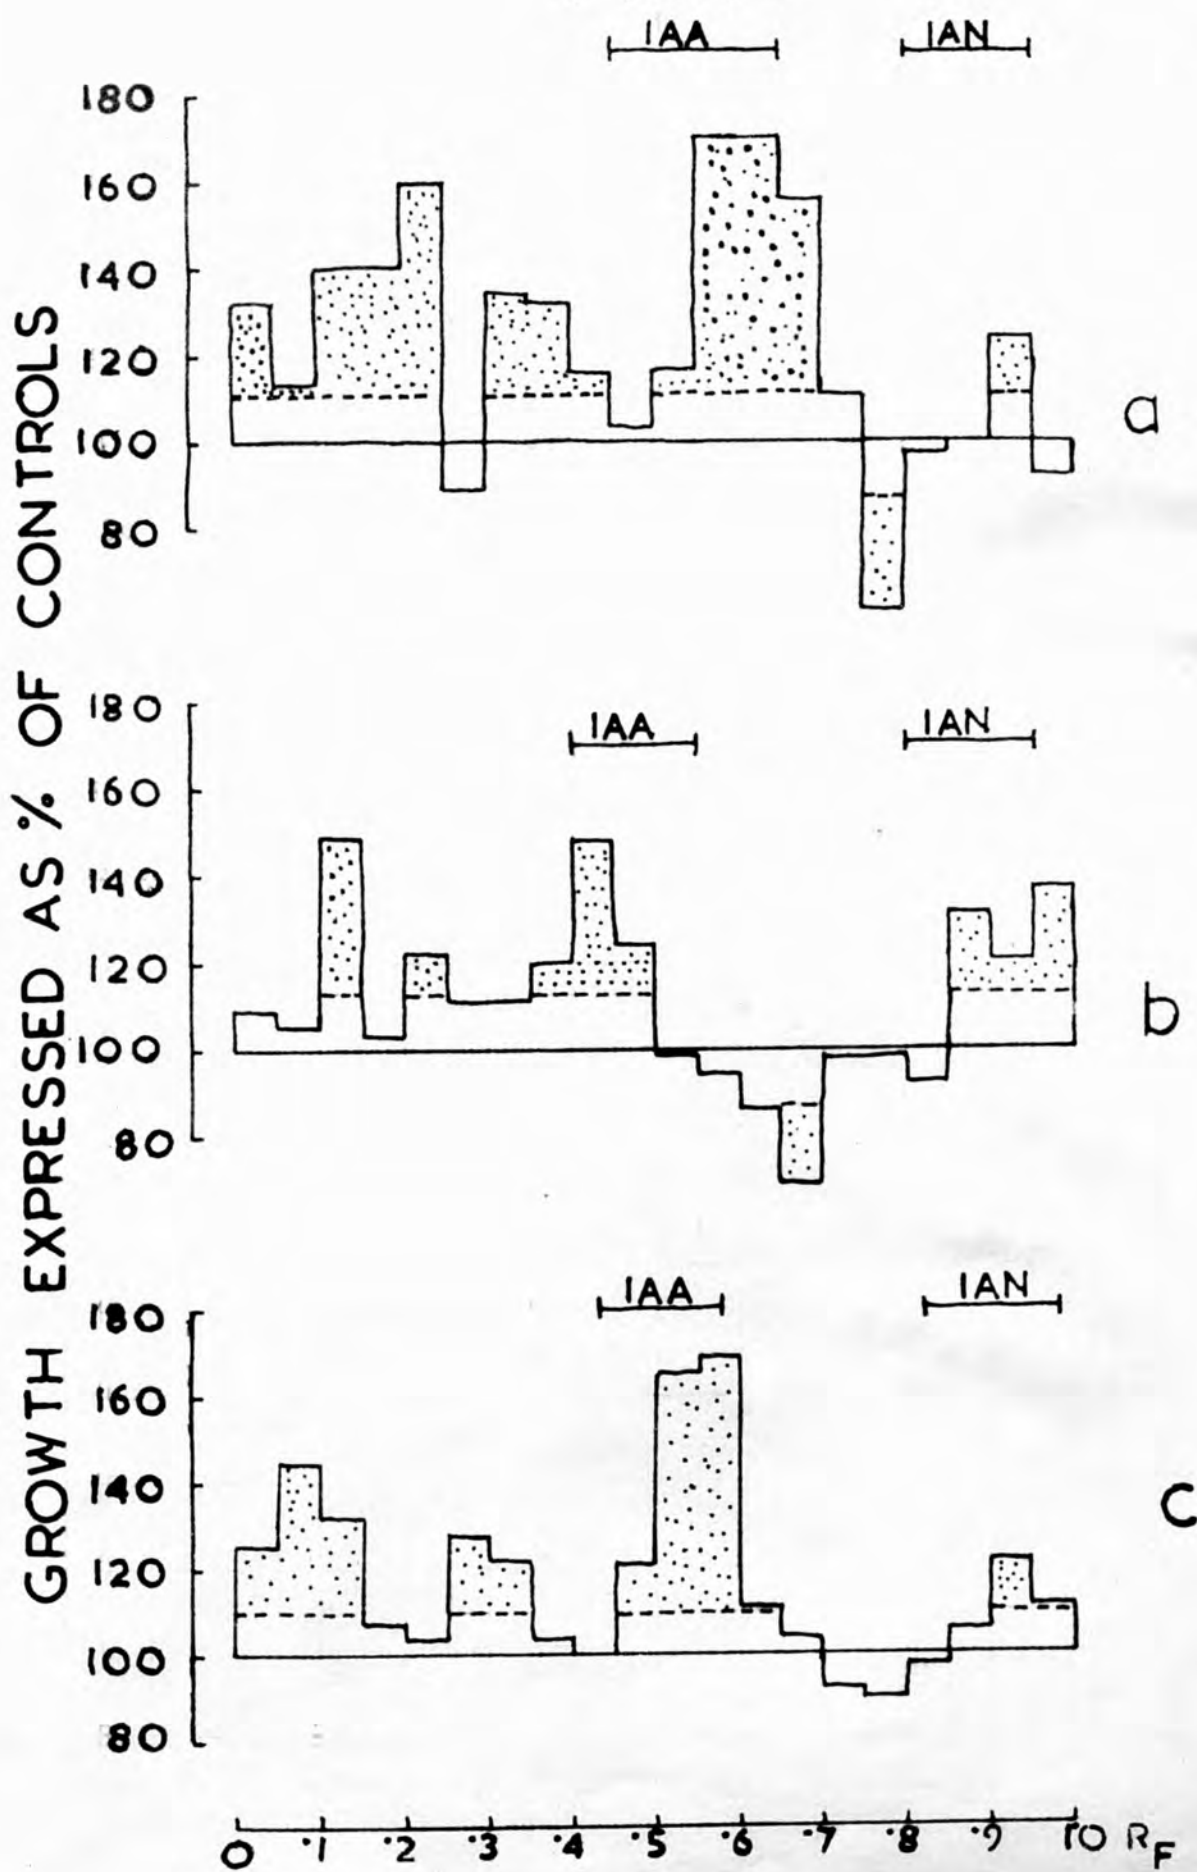 GROWTH EXPRESSED AS % OF CONTROLS
IAA IAN
180
160
140
120
100
80
a
IAA IAN
180
160
140
120
100
80
b
IAA IAN
180
160
140
120
100
80
c
0 .1 .2 .3 .4 .5 .6 .7 .8 .9 1.0 RF